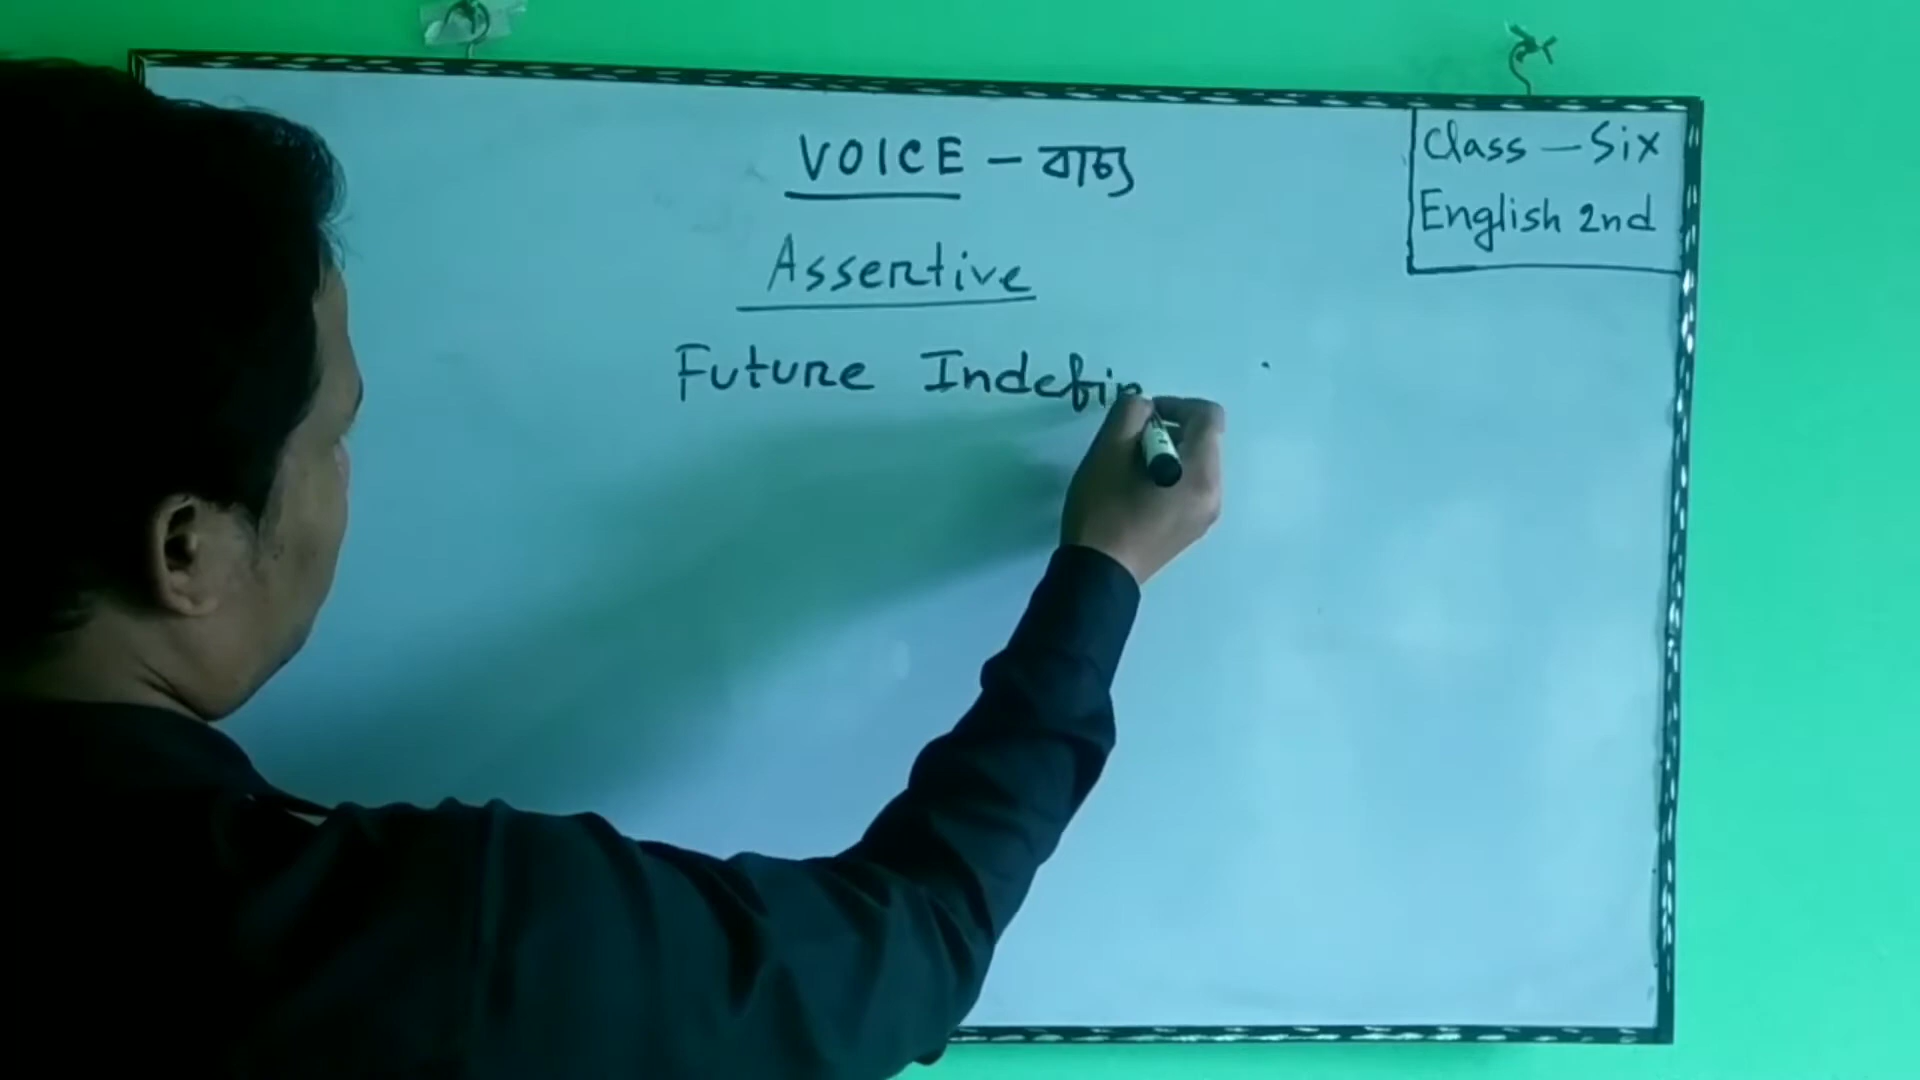 VOICE – বাচ্য
Class – Six
English 2nd
Assertive
Future Indefin